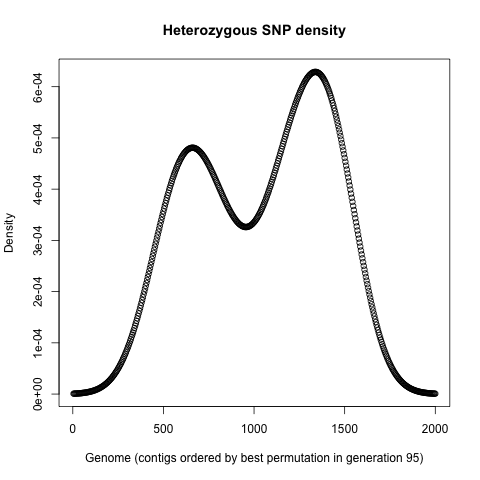 Heterozygous SNP density
Density
6e-04
5e-04
4e-04
3e-04
2e-04
1e-04
0e+00
0 500 1000 1500 2000
Genome (contigs ordered by best permutation in generation 95)